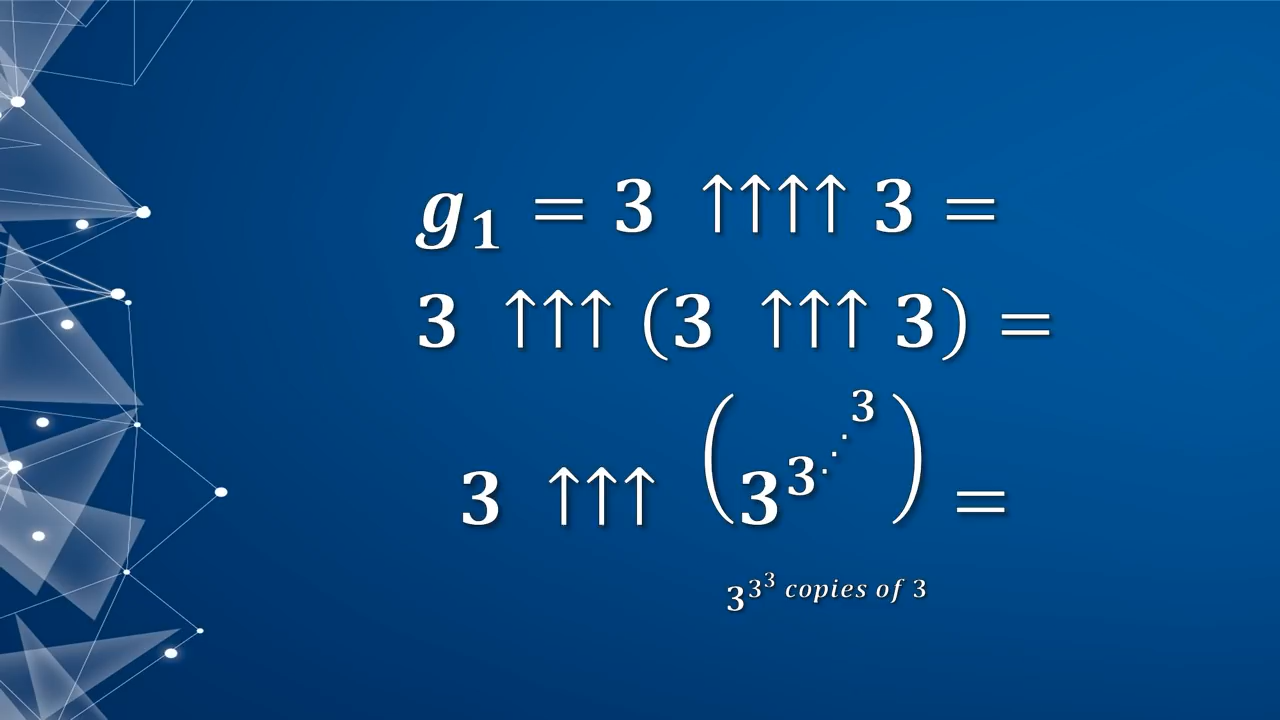 g₁ = 3 ↑↑↑↑ 3 =
3 ↑↑↑ (3 ↑↑↑ 3) =
3 ↑↑↑ (3^3^⋰^3) =
3^3^3 copies of 3